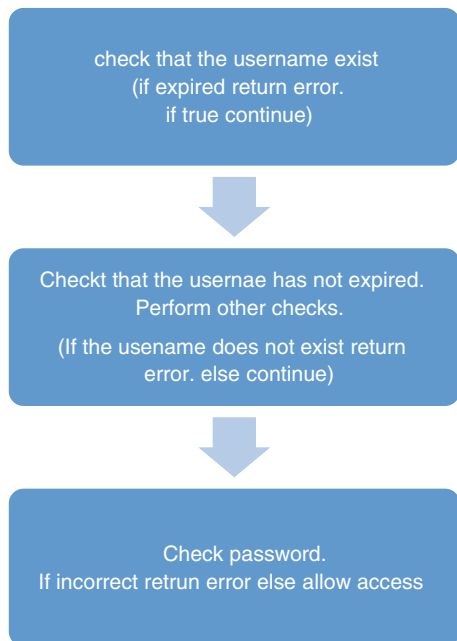 check that the username exist
(if expired return error.
if true continue)
Checkt that the usernae has not expired.
Perform other checks.
(If the usename does not exist return
error. else continue)
Check password.
If incorrect retrun error else allow access